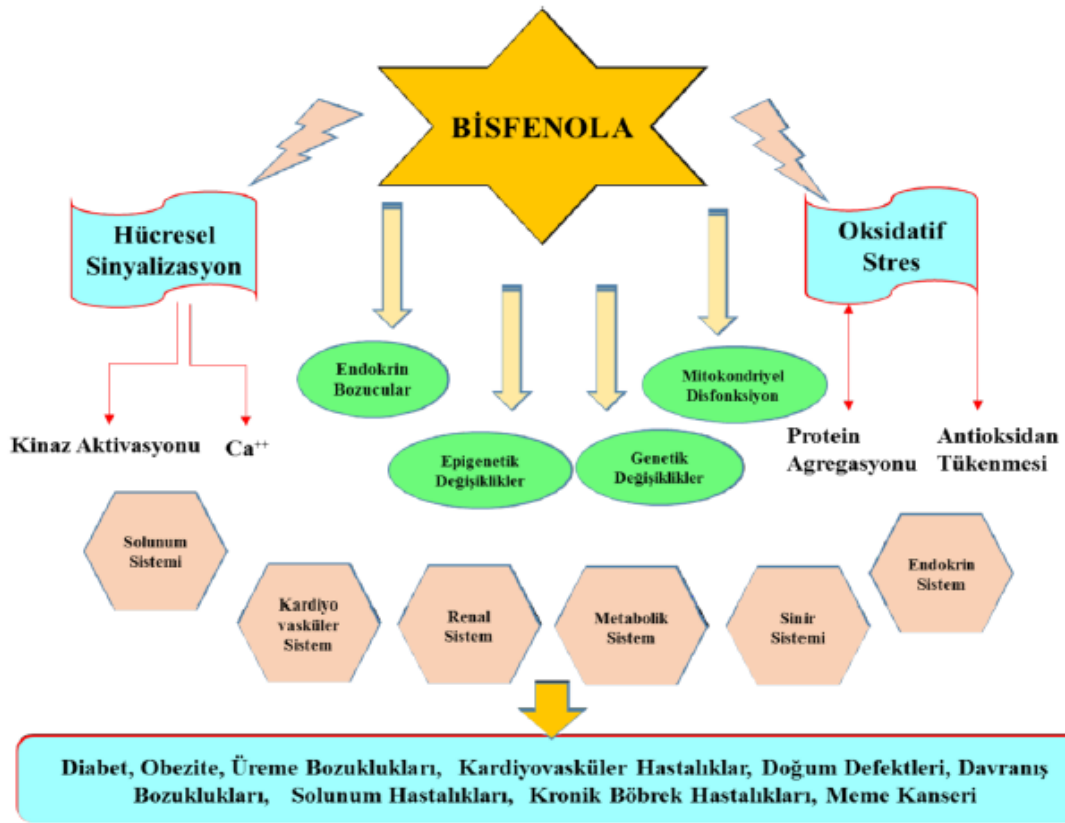 BİSFENOLA
Hücresel
Sinyalizasyon
Oksidatif
Stres
Endokrin
Bozucular
Mitokondriyel
Disfonksiyon
Kinaz Aktivasyonu
Ca⁺⁺
Epigenetik
Değişiklikler
Genetik
Değişiklikler
Protein
Agregasyonu
Antioksidan
Tükenmesi
Solunum
Sistemi
Kardiyo
vasküler
Sistem
Renal
Sistem
Metabolik
Sistem
Sinir
Sistemi
Endokrin
Sistem
Diabet, Obezite, Üreme Bozuklukları, Kardiyovasküler Hastalıklar, Doğum Defektleri, Davranış
Bozuklukları, Solunum Hastalıkları, Kronik Böbrek Hastalıkları, Meme Kanseri